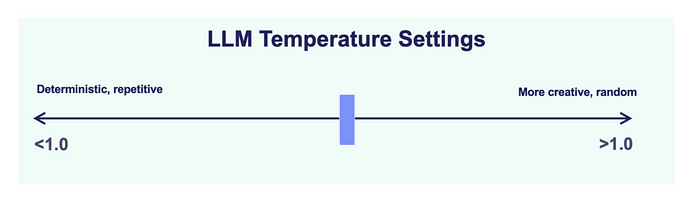 LLM Temperature Settings
Deterministic, repetitive
More creative, random
<1.0
>1.0